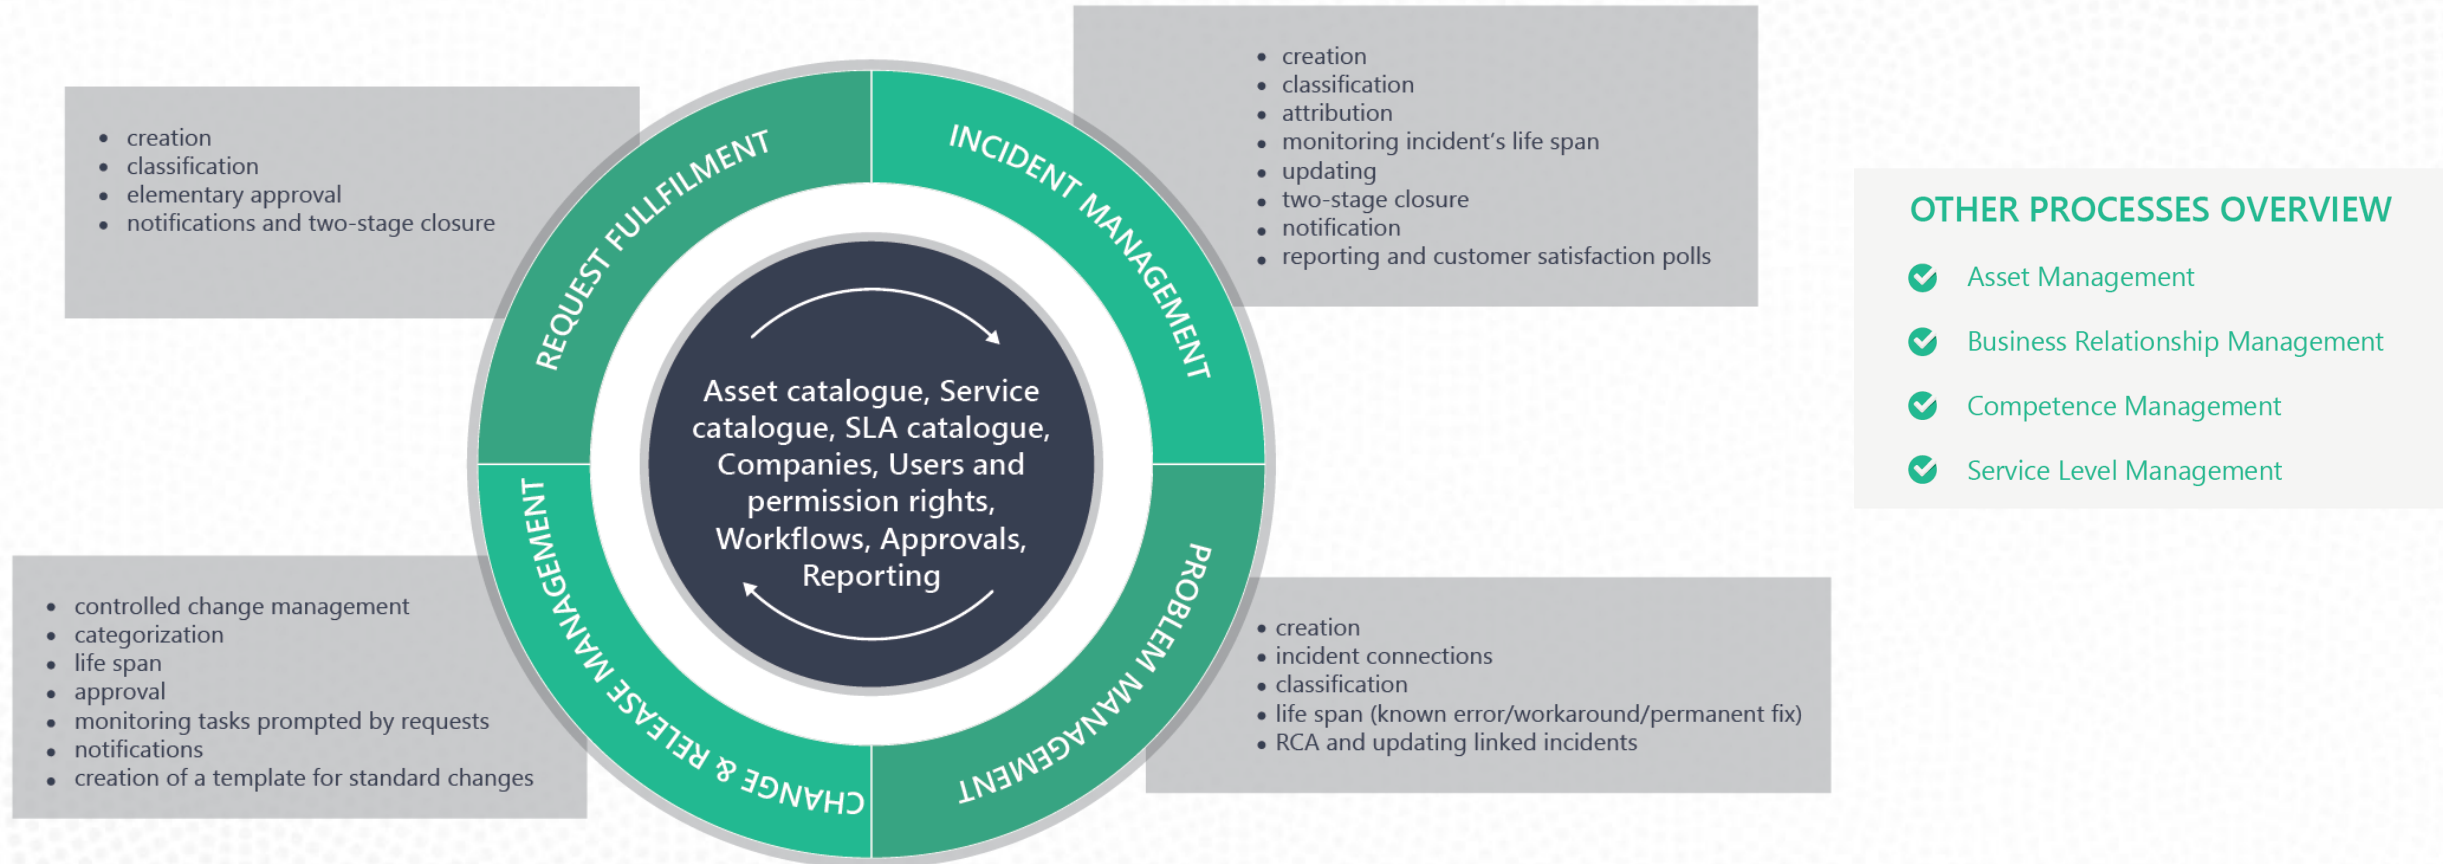 REQUEST FULLFILMENT
creation
classification
elementary approval
notifications and two-stage closure
INCIDENT MANAGEMENT
creation
classification
attribution
monitoring incident's life span
updating
two-stage closure
notification
reporting and customer satisfaction polls
Asset catalogue, Service
catalogue, SLA catalogue,
Companies, Users and
permission rights,
Workflows, Approvals,
Reporting
CHANGE & RELEASE MANAGEMENT
controlled change management
categorization
life span
approval
monitoring tasks prompted by requests
notifications
creation of a template for standard changes
PROBLEM MANAGEMENT
creation
incident connections
classification
life span (known error/workaround/permanent fix)
RCA and updating linked incidents
OTHER PROCESSES OVERVIEW
Asset Management
Business Relationship Management
Competence Management
Service Level Management